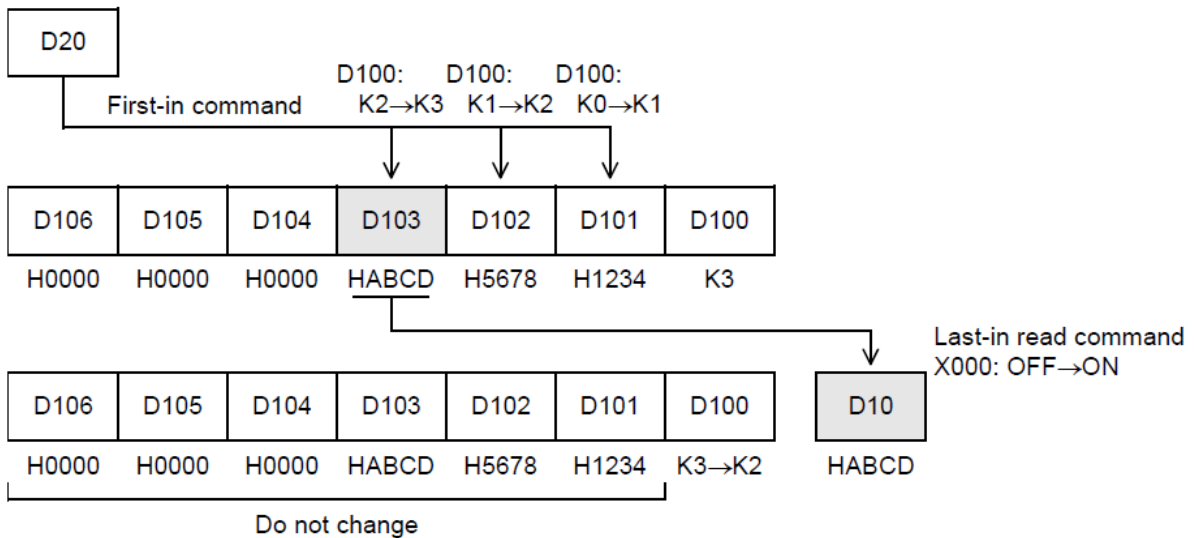 D20
D100: D100: D100:
First-in command K2→K3 K1→K2 K0→K1
D106 D105 D104 D103 D102 D101 D100
H0000 H0000 H0000 HABCD H5678 H1234 K3
Last-in read command
X000: OFF→ON
D106 D105 D104 D103 D102 D101 D100 D10
H0000 H0000 H0000 HABCD H5678 H1234 K3→K2 HABCD
Do not change